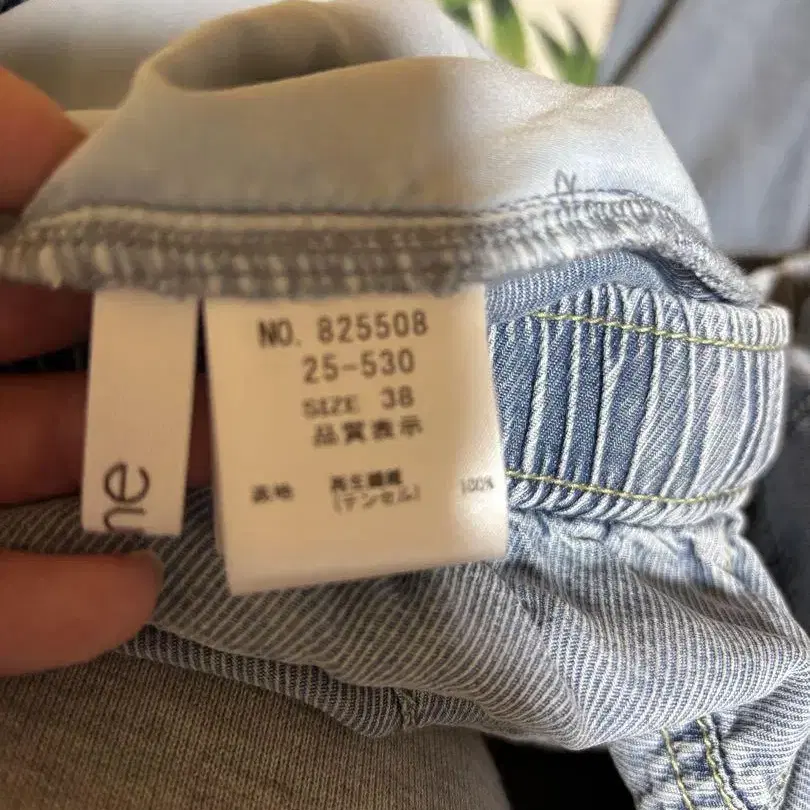 NO. 825508
25-530
SIZE 38
品質表示
表地 再生繊維 100%
(テンセル)
ne